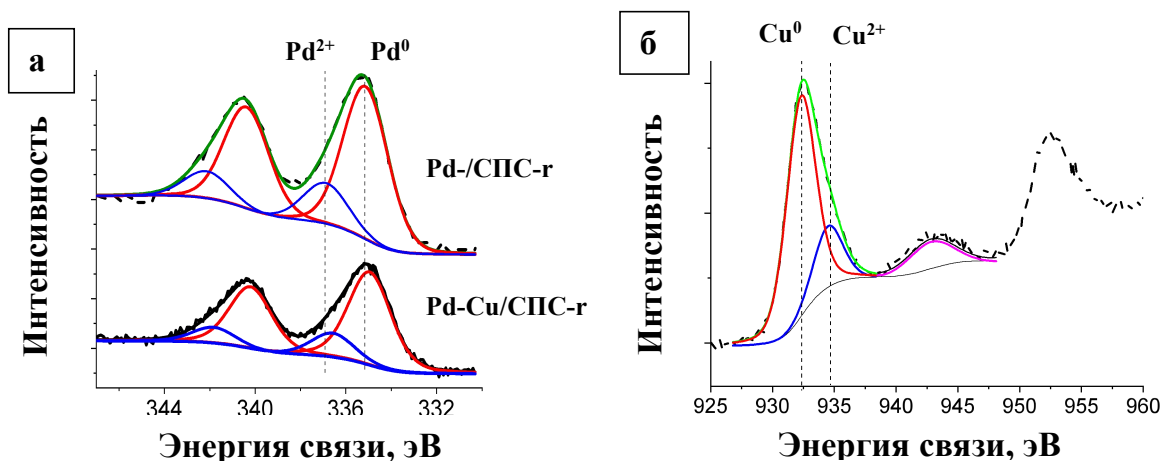 а
Pd²⁺ Pd⁰
Интенсивность
Pd-/СПС-r
Pd-Cu/СПС-r
344 340 336 332
Энергия связи, эВ
б
Cu⁰ Cu²⁺
Интенсивность
925 930 935 940 945 950 955 960
Энергия связи, эВ